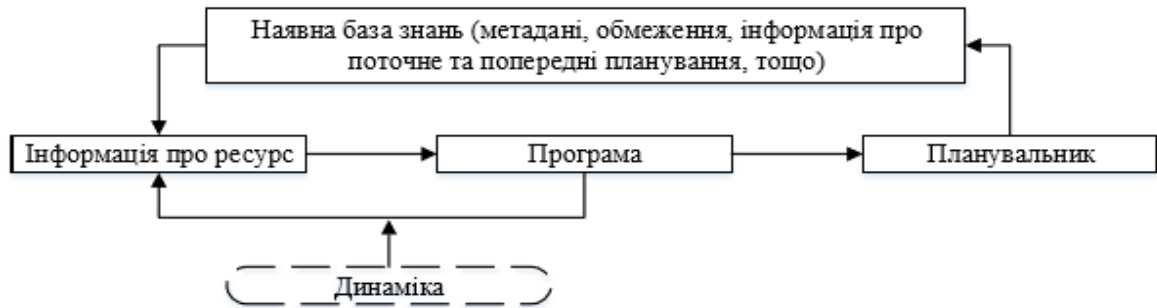 Наявна база знань (метадані, обмеження, інформація про
поточне та попередні планування, тощо)
Інформація про ресурс
Програма
Планувальник
Динаміка